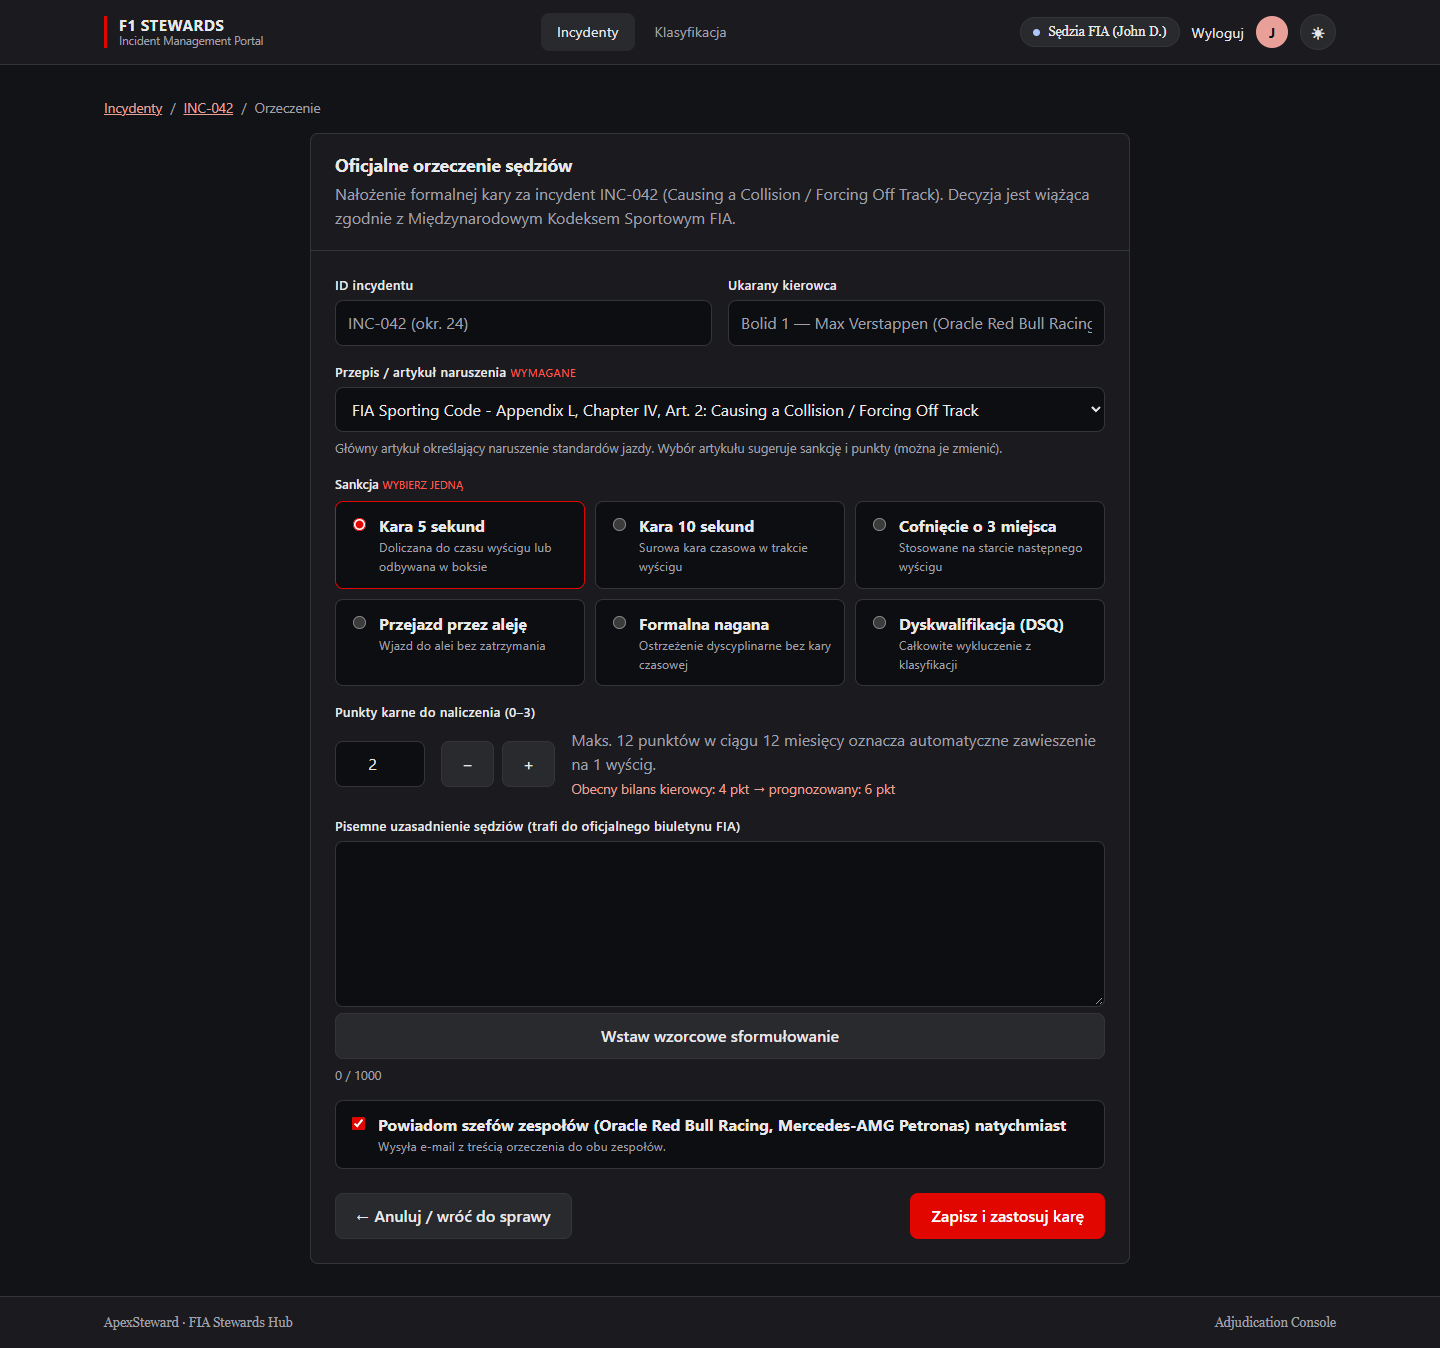 F1 STEWARDS
Incident Management Portal
Incydenty
Klasyfikacja
Sędzia FIA (John D.)
Wyloguj
J
Incydenty / INC-042 / Orzeczenie
Oficjalne orzeczenie sędziów
Nałożenie formalnej kary za incydent INC-042 (Causing a Collision / Forcing Off Track). Decyzja jest wiążąca
zgodnie z Międzynarodowym Kodeksem Sportowym FIA.
ID incydentu
Ukarany kierowca
INC-042 (okr. 24)
Bolid 1 — Max Verstappen (Oracle Red Bull Racing
Przepis / artykuł naruszenia WYMAGANE
FIA Sporting Code - Appendix L, Chapter IV, Art. 2: Causing a Collision / Forcing Off Track
Główny artykuł określający naruszenie standardów jazdy. Wybór artykułu sugeruje sankcję i punkty (można je zmienić).
Sankcja WYBIERZ JEDNĄ
Kara 5 sekund
Doliczana do czasu wyścigu lub
odbywana w boksie
Kara 10 sekund
Surowa kara czasowa w trakcie
wyścigu
Cofnięcie o 3 miejsca
Stosowane na starcie następnego
wyścigu
Przejazd przez aleję
Wjazd do alei bez zatrzymania
Formalna nagana
Ostrzeżenie dyscyplinarne bez kary
czasowej
Dyskwalifikacja (DSQ)
Całkowite wykluczenie z
klasyfikacji
Punkty karne do naliczenia (0–3)
2
−
+
Maks. 12 punktów w ciągu 12 miesięcy oznacza automatyczne zawieszenie
na 1 wyścig.
Obecny bilans kierowcy: 4 pkt → prognozowany: 6 pkt
Pisemne uzasadnienie sędziów (trafi do oficjalnego biuletynu FIA)
Wstaw wzorcowe sformułowanie
0 / 1000
Powiadom szefów zespołów (Oracle Red Bull Racing, Mercedes-AMG Petronas) natychmiast
Wysyła e-mail z treścią orzeczenia do obu zespołów.
← Anuluj / wróć do sprawy
Zapisz i zastosuj karę
ApexSteward · FIA Stewards Hub
Adjudication Console